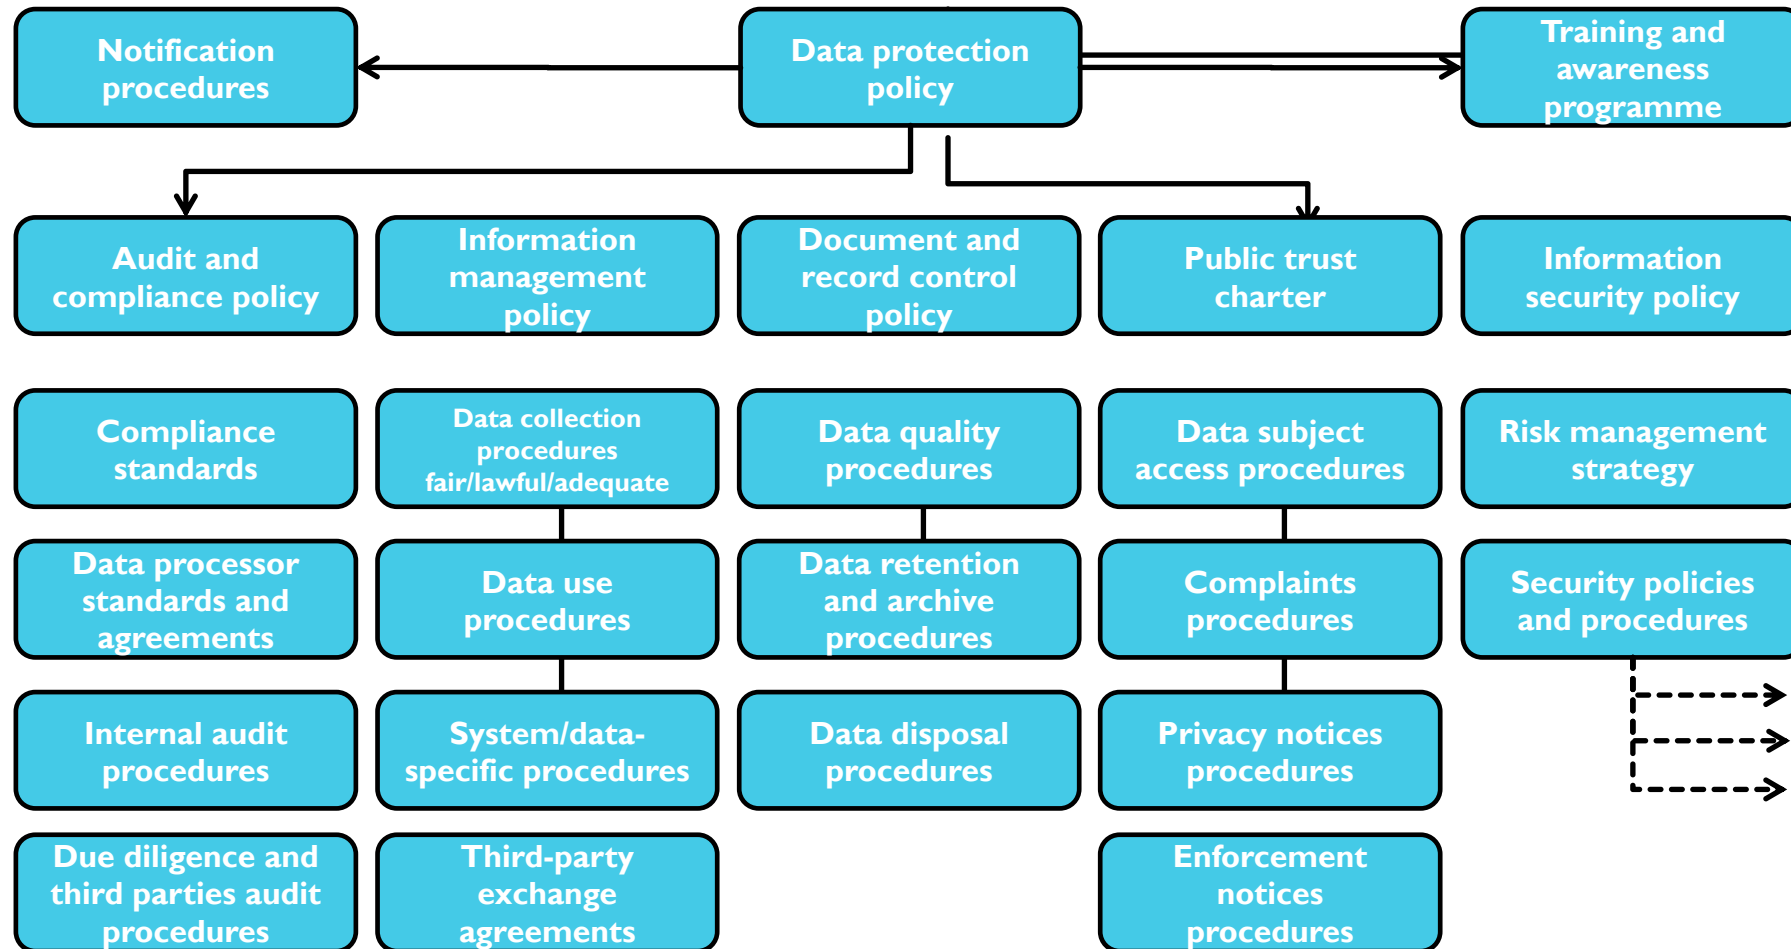 Notification
procedures
Data protection
policy
Training and
awareness
programme
Audit and
compliance policy
Information
management
policy
Document and
record control
policy
Public trust
charter
Information
security policy
Compliance
standards
Data collection
procedures
fair/lawful/adequate
Data quality
procedures
Data subject
access procedures
Risk management
strategy
Data processor
standards and
agreements
Data use
procedures
Data retention
and archive
procedures
Complaints
procedures
Security policies
and procedures
Internal audit
procedures
System/data-
specific procedures
Data disposal
procedures
Privacy notices
procedures
Due diligence and
third parties audit
procedures
Third-party
exchange
agreements
Enforcement
notices
procedures